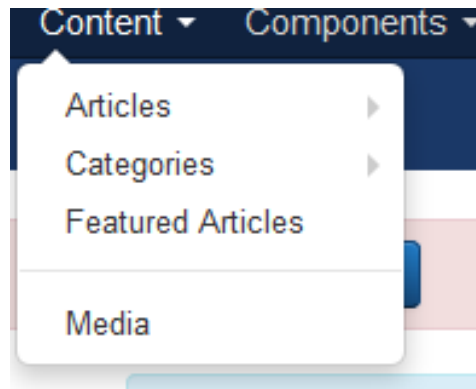 Content Components
Articles
Categories
Featured Articles
Media